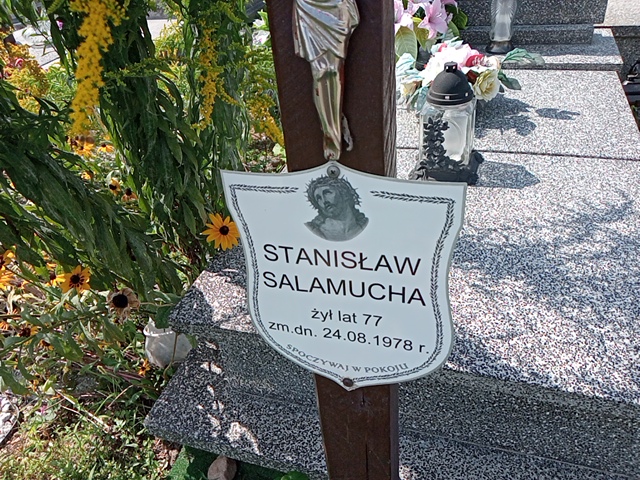 STANISŁAW
SALAMUCHA
żył lat 77
zm.dn. 24.08.1978 r.
SPOCZYWAJ W POKOJU